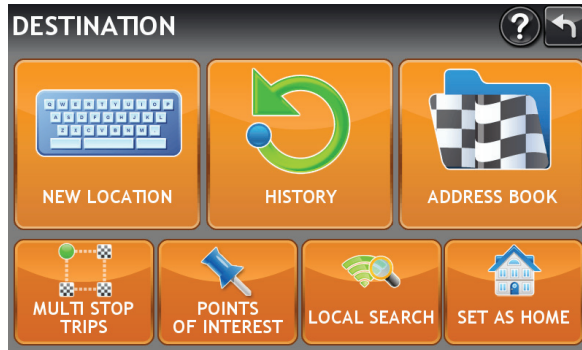 DESTINATION
?
NEW LOCATION
HISTORY
ADDRESS BOOK
MULTI STOP
TRIPS
POINTS
OF INTEREST
LOCAL SEARCH
SET AS HOME